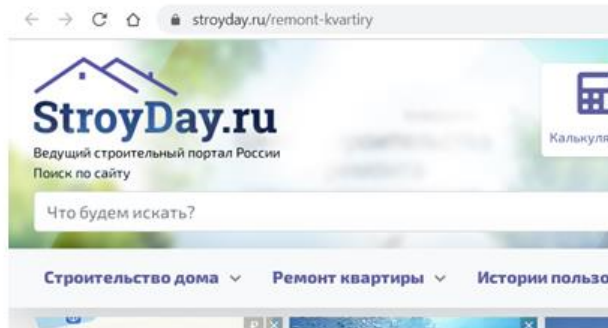 stroyday.ru/remont-kvartiry
StroyDay.ru
Ведущий строительный портал России
Поиск по сайту
Что будем искать?
Строительство дома
Ремонт квартиры